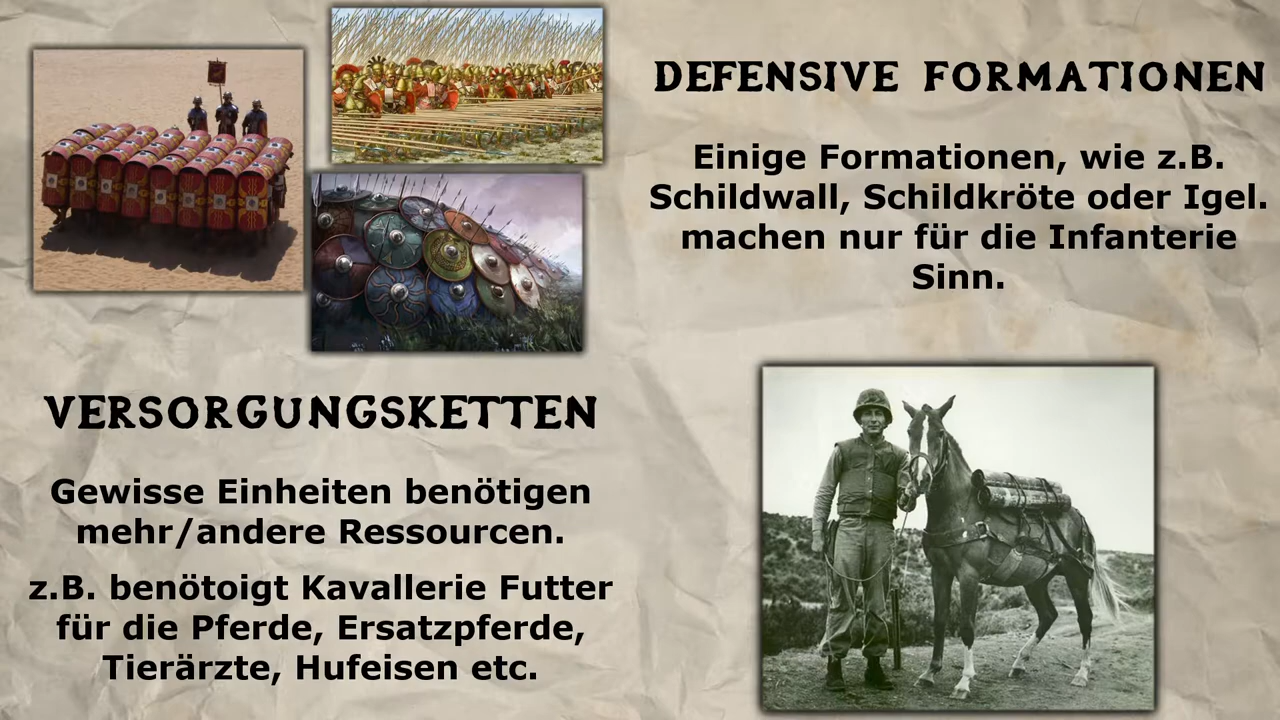 DEFENSIVE FORMATIONEN
Einige Formationen, wie z.B.
Schildwall, Schildkröte oder Igel.
machen nur für die Infanterie
Sinn.
VERSORGUNGSKETTEN
Gewisse Einheiten benötigen
mehr/andere Ressourcen.
z.B. benötoigt Kavallerie Futter
für die Pferde, Ersatzpferde,
Tierärzte, Hufeisen etc.